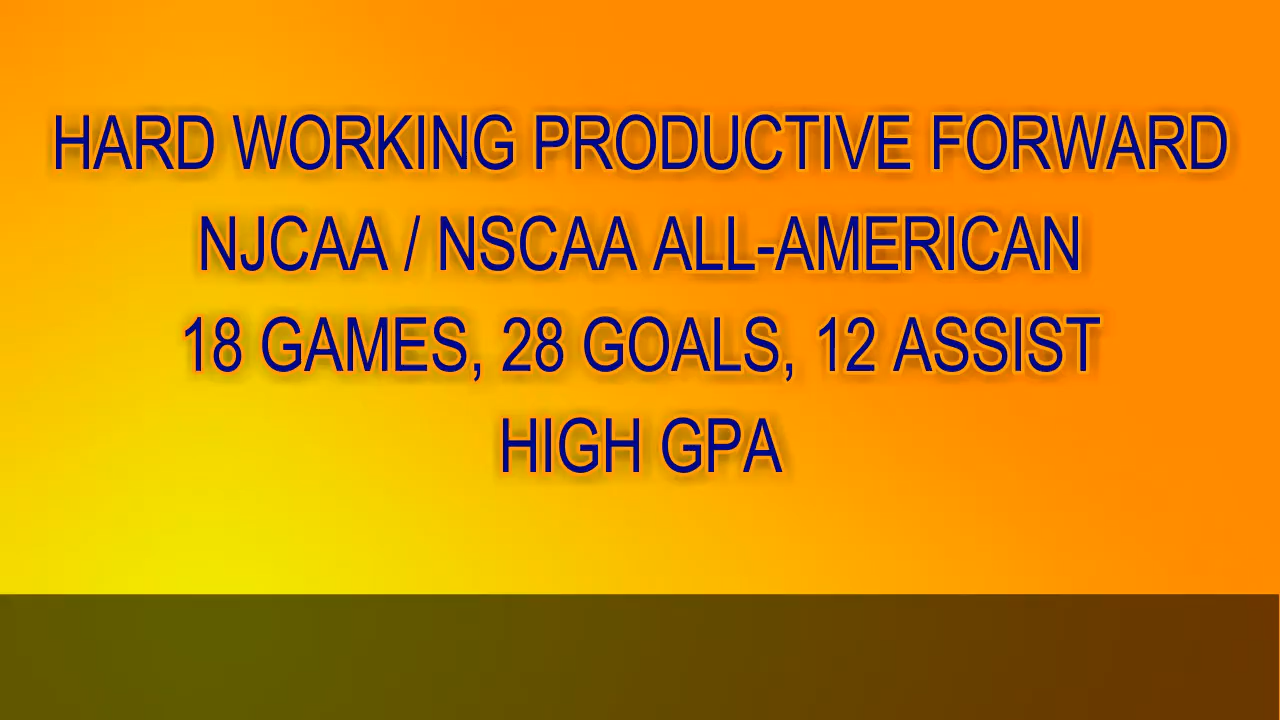 HARD WORKING PRODUCTIVE FORWARD
NJCAA / NSCAA ALL-AMERICAN
18 GAMES, 28 GOALS, 12 ASSIST
HIGH GPA